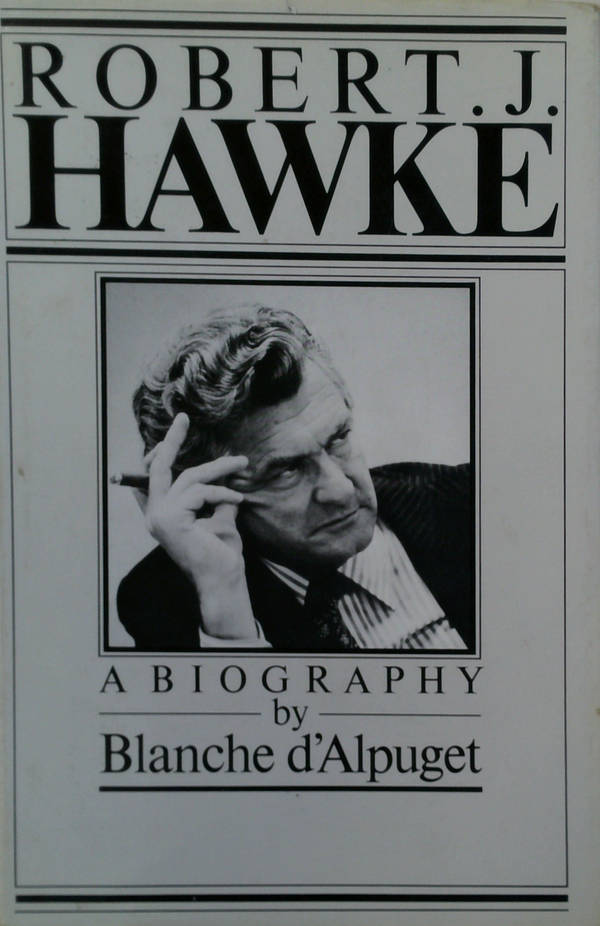 ROBERT. J.
HAWKE
A BIOGRAPHY
by
Blanche d'Alpuget